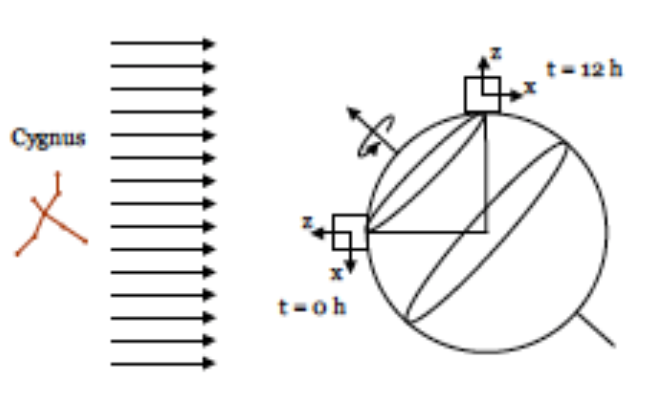 z
t = 12 h
x
Cygnus
z
x
t = 0 h